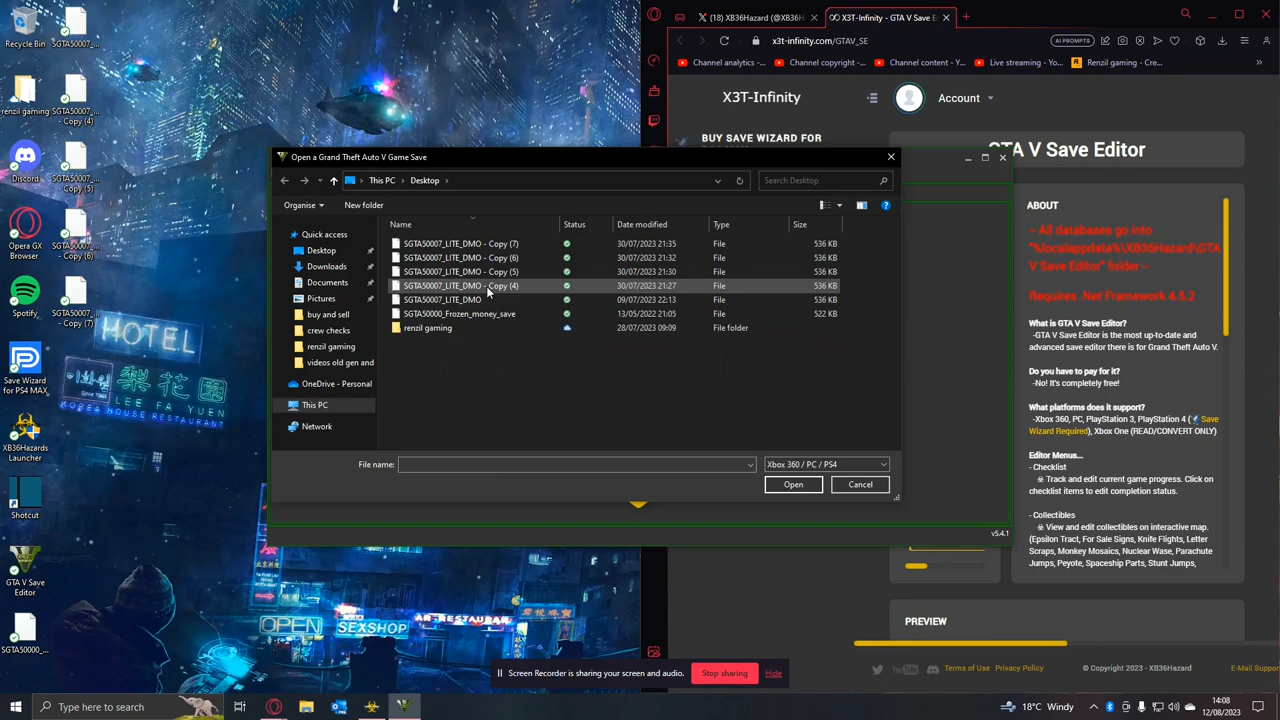 Recycle Bin
SGTA50007_...
renzil gaming
SGTA50007_...
- Copy (4)
Discord
SGTA50007_...
- Copy (5)
Opera GX
Browser
SGTA50007_...
- Copy (6)
Spotify
SGTA50007_...
- Copy (7)
Save Wizard
for PS4 MAX
XB36Hazards
Launcher
Shotcut
GTA V Save
Editor
SGTA50000_...
HOTEL
梨花園
LEE FA YUEN
KOREA HOUSE RESTAURANT
OPEN
SEXSHOP
BAR-RESTAURANT
(18) XB36Hazard (@XB36Ha
X3T-Infinity - GTA V Save E
x3t-infinity.com/GTAV_SE
AI PROMPTS
Channel analytics -...
Channel copyright -...
Channel content - Y...
Live streaming - Yo...
Renzil gaming - Cre...
X3T-Infinity
Account
BUY SAVE WIZARD FOR
GTA V Save Editor
ABOUT
-- All databases go into
"%localappdata%\XB36Hazard\GTA
V Save Editor" folder --
Requires .Net Framework 4.5.2
What is GTA V Save Editor?
-GTA V Save Editor is the most up-to-date and
advanced save editor there is for Grand Theft Auto V.
Do you have to pay for it?
-No! It's completely free!
What platforms does it support?
-Xbox 360, PC, PlayStation 3, PlayStation 4 (Save
Wizard Required), Xbox One (READ/CONVERT ONLY)
Editor Menus...
- Checklist
Track and edit current game progress. Click on
checklist items to edit completion status.
- Collectibles
View and edit collectibles on interactive map.
(Epsilon Tract, For Sale Signs, Knife Flights, Letter
Scraps, Monkey Mosaics, Nuclear Wase, Parachute
Jumps, Peyote, Spaceship Parts, Stunt Jumps,
PREVIEW
Terms of Use
Privacy Policy
© Copyright 2023 - XB36Hazard
E-Mail Suppor
Open a Grand Theft Auto V Game Save
This PC
Desktop
Search Desktop
Organise
New folder
Name
Status
Date modified
Type
Size
SGTA50007_LITE_DMO - Copy (7) 30/07/2023 21:35 File 536 KB
SGTA50007_LITE_DMO - Copy (6) 30/07/2023 21:32 File 536 KB
SGTA50007_LITE_DMO - Copy (5) 30/07/2023 21:30 File 536 KB
SGTA50007_LITE_DMO - Copy (4) 30/07/2023 21:27 File 536 KB
SGTA50007_LITE_DMO 09/07/2023 22:13 File 536 KB
SGTA50000_Frozen_money_save 13/05/2022 21:05 File 522 KB
renzil gaming 28/07/2023 09:09 File folder
Quick access
Desktop
Downloads
Documents
Pictures
buy and sell
crew checks
renzil gaming
videos old gen and
OneDrive - Personal
This PC
Network
File name:
Xbox 360 / PC / PS4
Open
Cancel
v5.4.1
Screen Recorder is sharing your screen and audio.
Stop sharing
Hide
Type here to search
18°C Windy
14:08
12/08/2023